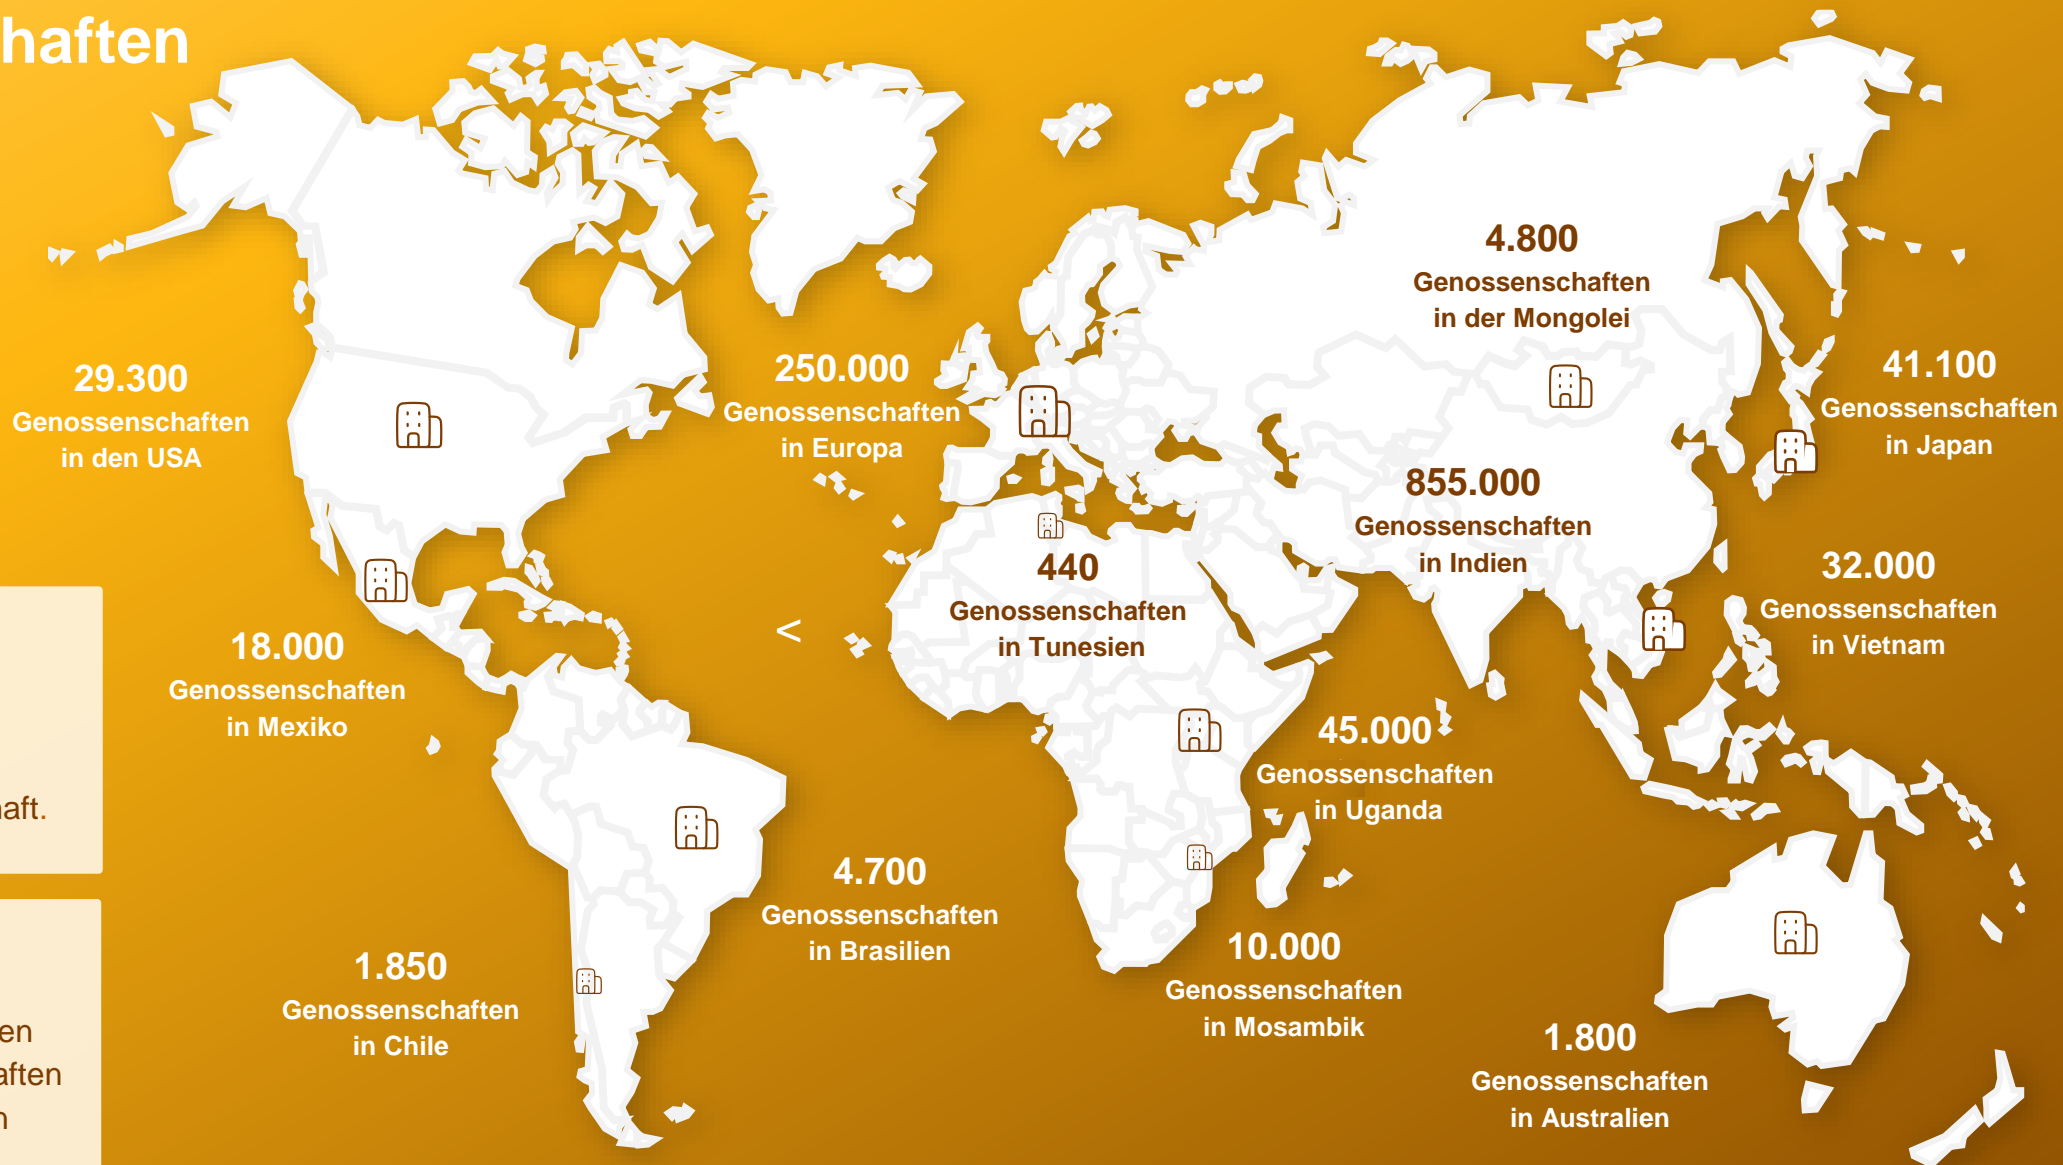 haften
4.800
Genossenschaften
in der Mongolei
29.300
Genossenschaften
in den USA
250.000
Genossenschaften
in Europa
41.100
Genossenschaften
in Japan
855.000
Genossenschaften
in Indien
440
Genossenschaften
in Tunesien
32.000
Genossenschaften
in Vietnam
<
18.000
Genossenschaften
in Mexiko
45.000
Genossenschaften
in Uganda
aft.
4.700
Genossenschaften
in Brasilien
10.000
Genossenschaften
in Mosambik
1.850
Genossenschaften
in Chile
1.800
Genossenschaften
in Australien
en
aften
n